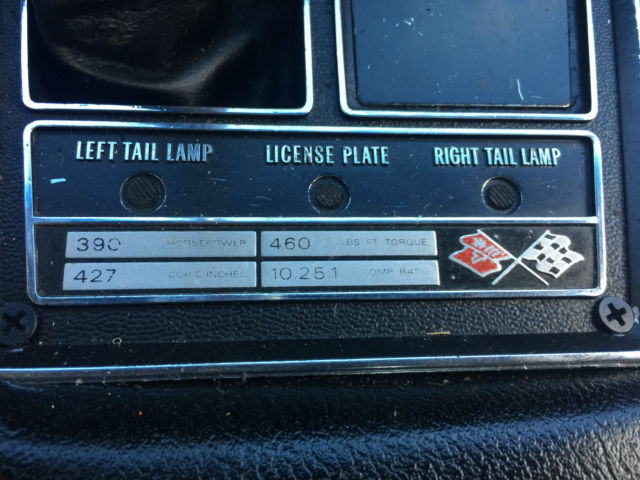 LEFT TAIL LAMP LICENSE PLATE RIGHT TAIL LAMP
390 HORSEPOWER 460 LBS. FT. TORQUE
427 CUBIC INCHES 10.25.1 COMP. RATIO